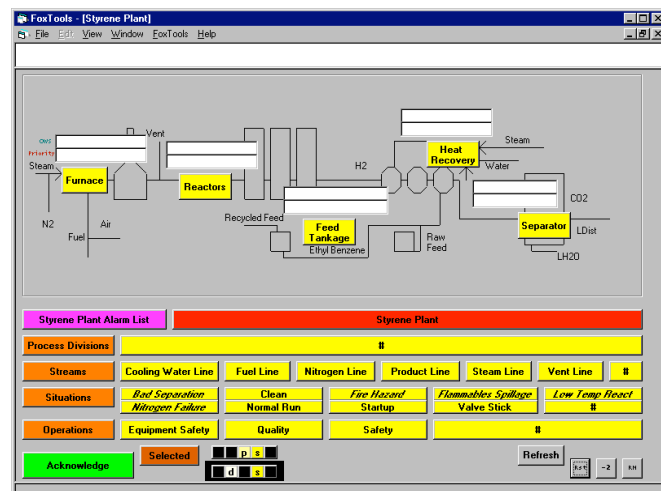 FoxTools - [Styrene Plant]
File Edit View Window FoxTools Help
CWS
Priority
Vent
Steam
Furnace
Reactors
H2
Heat
Recovery
Steam
Water
N2
Air
Fuel
Recycled Feed
Feed
Tankage
Ethyl Benzene
Raw
Feed
CO2
Separator
LDist
LH2O
Styrene Plant Alarm List Styrene Plant
Process Divisions #
Streams Cooling Water Line Fuel Line Nitrogen Line Product Line Steam Line Vent Line #
Situations Bad Separation Clean Fire Hazard Flammables Spillage Low Temp React
Nitrogen Failure Normal Run Startup Valve Stick #
Operations Equipment Safety Quality Safety #
Acknowledge Selected p s Refresh
d s Rst -2 RH